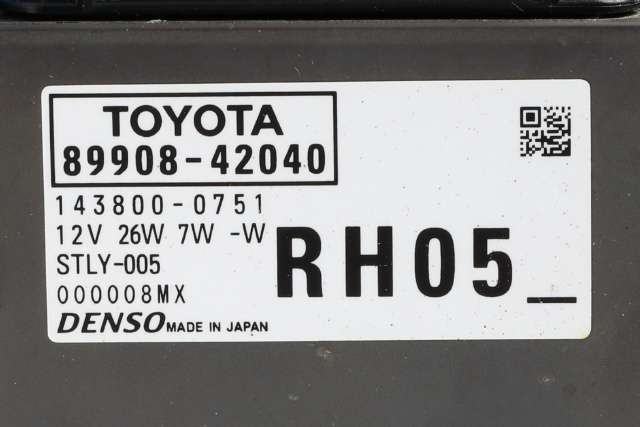 TOYOTA
89908-42040
143800-0751
12V 26W 7W -W
STLY-005
000008MX
RH05_
DENSO MADE IN JAPAN